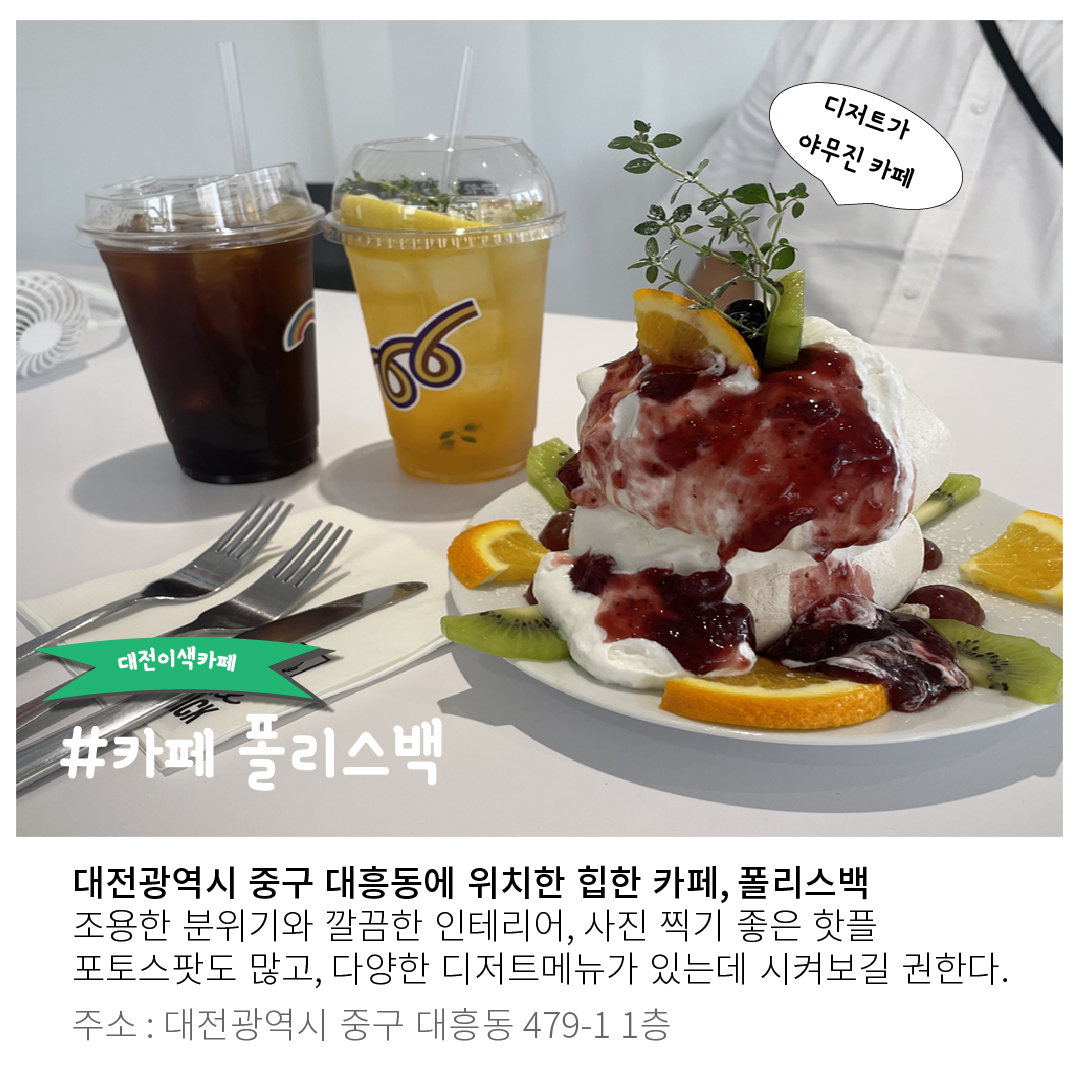 디저트가
야무진 카페
대전이색카페
#카페 폴리스백
대전광역시 중구 대흥동에 위치한 힙한 카페, 폴리스백
조용한 분위기와 깔끔한 인테리어, 사진 찍기 좋은 핫플
포토스팟도 많고, 다양한 디저트메뉴가 있는데 시켜보길 권한다.
주소 : 대전광역시 중구 대흥동 479-1 1층